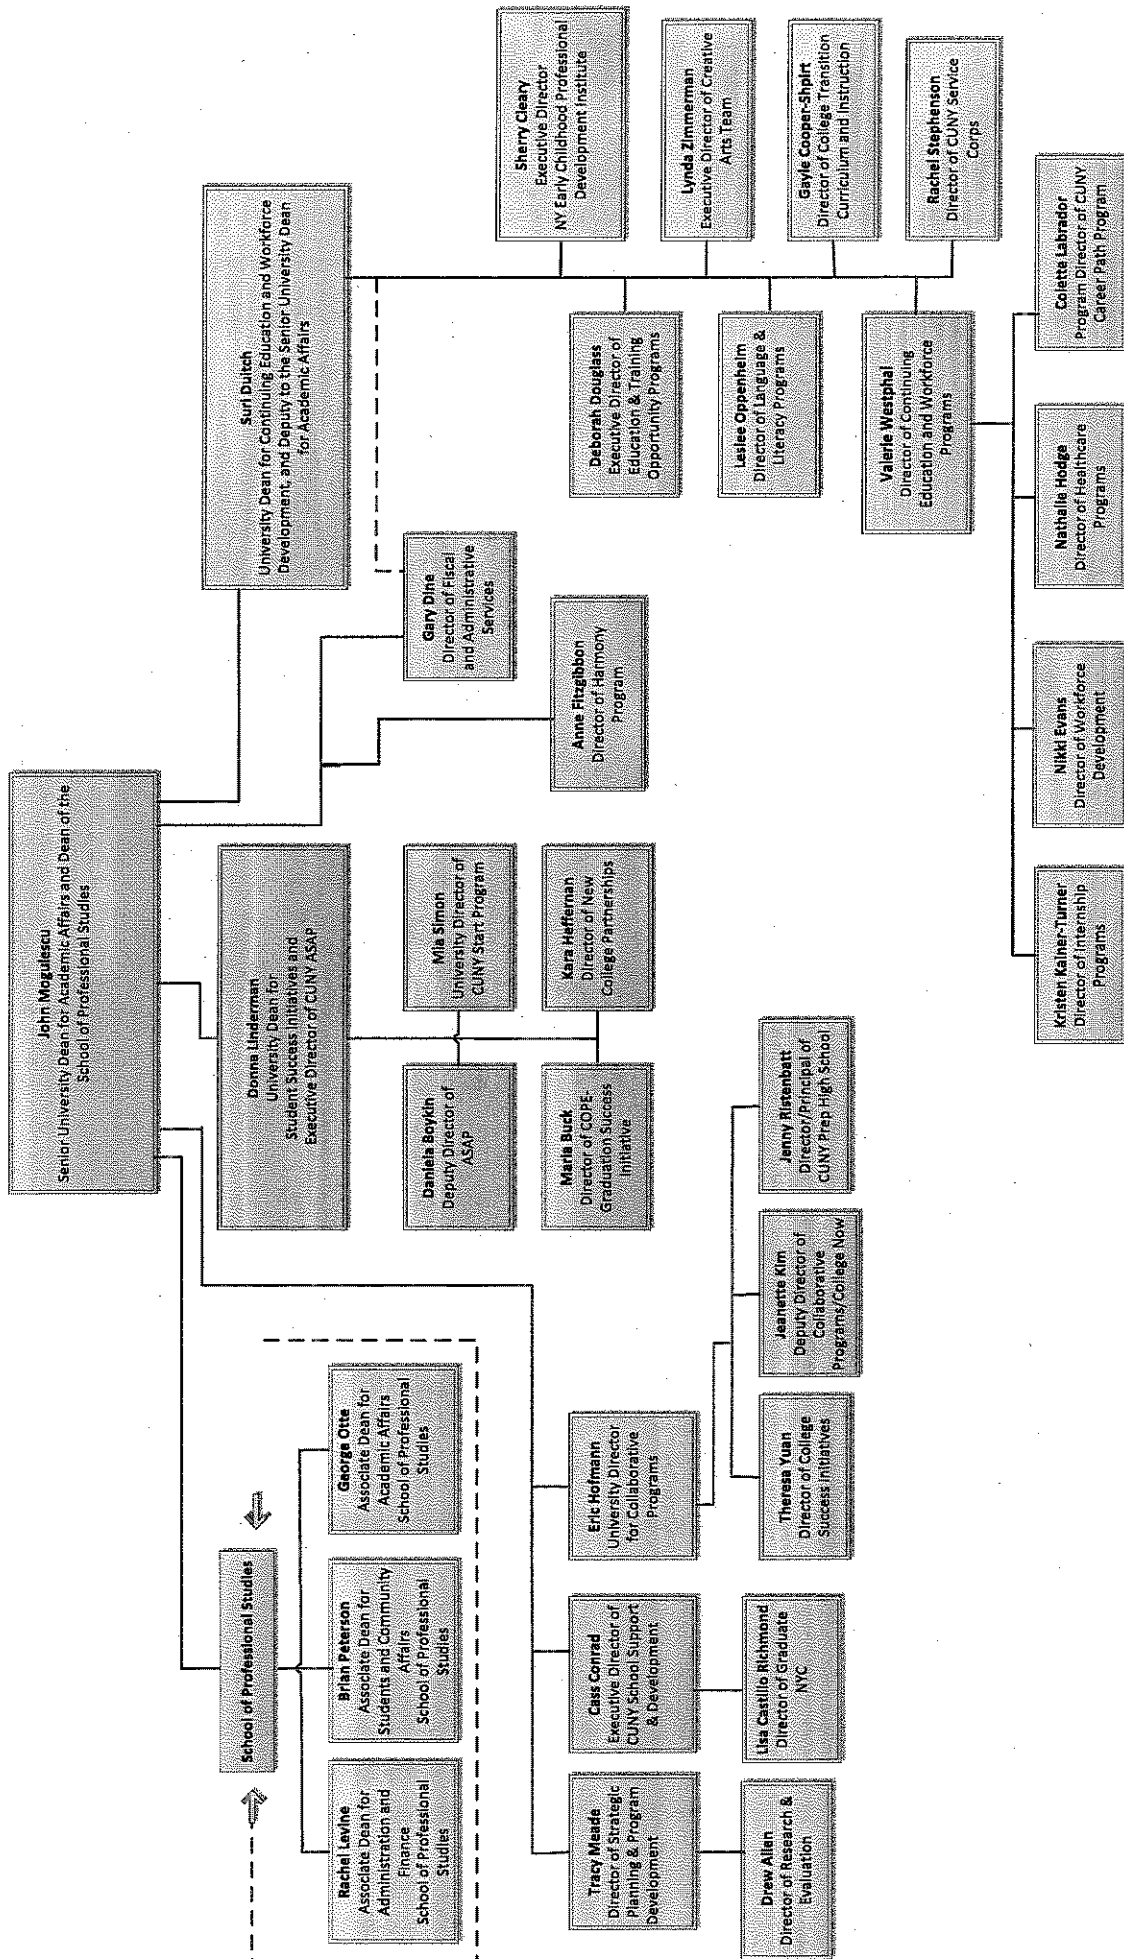 John Mogulescu
Senior University Dean for Academic Affairs and Dean of the
School of Professional Studies
School of Professional Studies
Rachel Levine
Associate Dean for
Administration and
Finance
School of Professional
Studies
Brian Peterson
Associate Dean for
Students and Community
Affairs
School of Professional
Studies
George Otte
Associate Dean for
Academic Affairs
School of Professional
Studies
Donna Linderman
University Dean for
Student Success Initiatives and
Executive Director of CUNY ASAP
Daniela Boykin
Deputy Director of
ASAP
Mia Simon
University Director of
CUNY Start Program
Maria Buck
Director of COPE-
Graduation Success
Initiative
Kara Heffernan
Director of New
College Partnerships
Suri Duitch
University Dean for Continuing Education and Workforce
Development, and Deputy to the Senior University Dean
for Academic Affairs
Gary Dine
Director of Fiscal
and Administrative
Services
Anne Fitzgibbon
Director of Harmony
Program
Tracy Meade
Director of Strategic
Planning & Program
Development
Cass Conrad
Executive Director of
CUNY School Support
& Development
Eric Hofmann
University Director
for Collaborative
Programs
Drew Allen
Director of Research &
Evaluation
Lisa Castillo Richmond
Director of Graduate
NYC
Theresa Yuan
Director of College
Success Initiatives
Jeanette Kim
Deputy Director of
Collaborative
Programs/College Now
Jenny Ristenbatt
Director/Principal of
CUNY Prep High School
Sherry Cleary
Executive Director
NY Early Childhood Professional
Development Institute
Deborah Douglass
Executive Director of
Education & Training
Opportunity Programs
Lynda Zimmerman
Executive Director of Creative
Arts Team
Leslee Oppenheim
Director of Language &
Literacy Programs
Gayle Cooper-Shpirt
Director of College Transition
Curriculum and Instruction
Valerie Westphal
Director of Continuing
Education and Workforce
Programs
Rachel Stephenson
Director of CUNY Service
Corps
Kristen Kalner-Turner
Director of Internship
Programs
Nikki Evans
Director of Workforce
Development
Nathalie Hodge
Director of Healthcare
Programs
Colette Labrador
Program Director of CUNY
Career Path Program